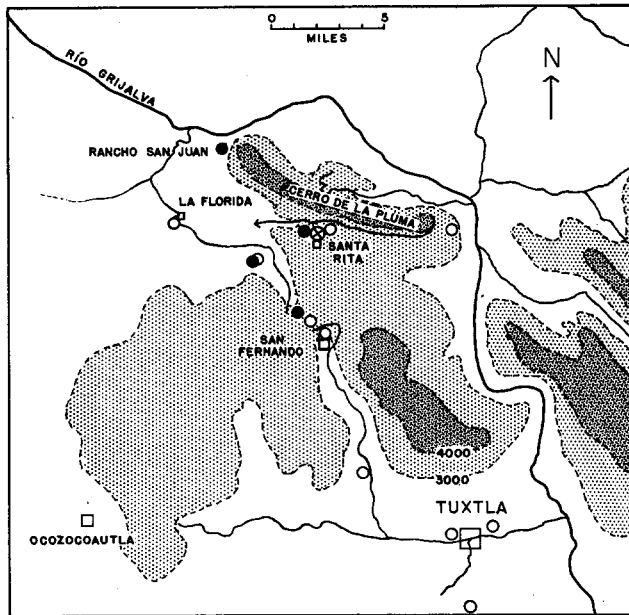 0 5
MILES
N
RÍO GRIJALVA
RANCHO SAN JUAN
CERRO DE LA PLUMA
LA FLORIDA
SANTA
RITA
SAN
FERNANDO
4000
3000
TUXTLA
OCOZOCOAUTLA